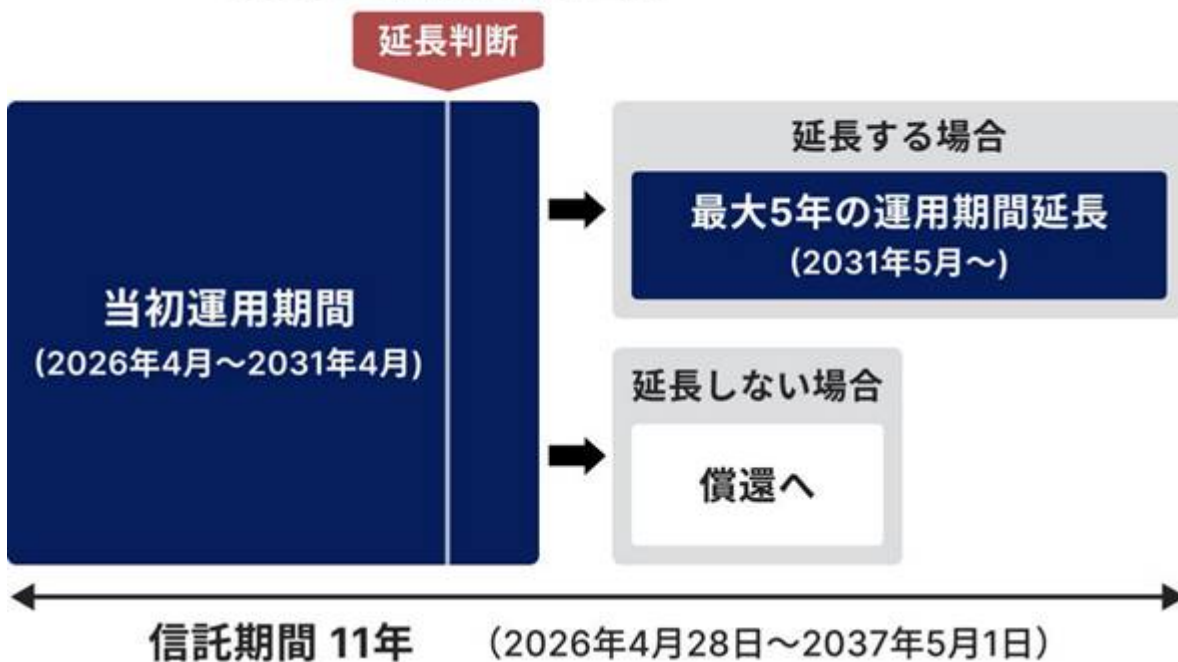 延長判断
当初運用期間
(2026年4月～2031年4月)
延長する場合
最大5年の運用期間延長
(2031年5月～)
延長しない場合
償還へ
信託期間 11年 （2026年4月28日～2037年5月1日）